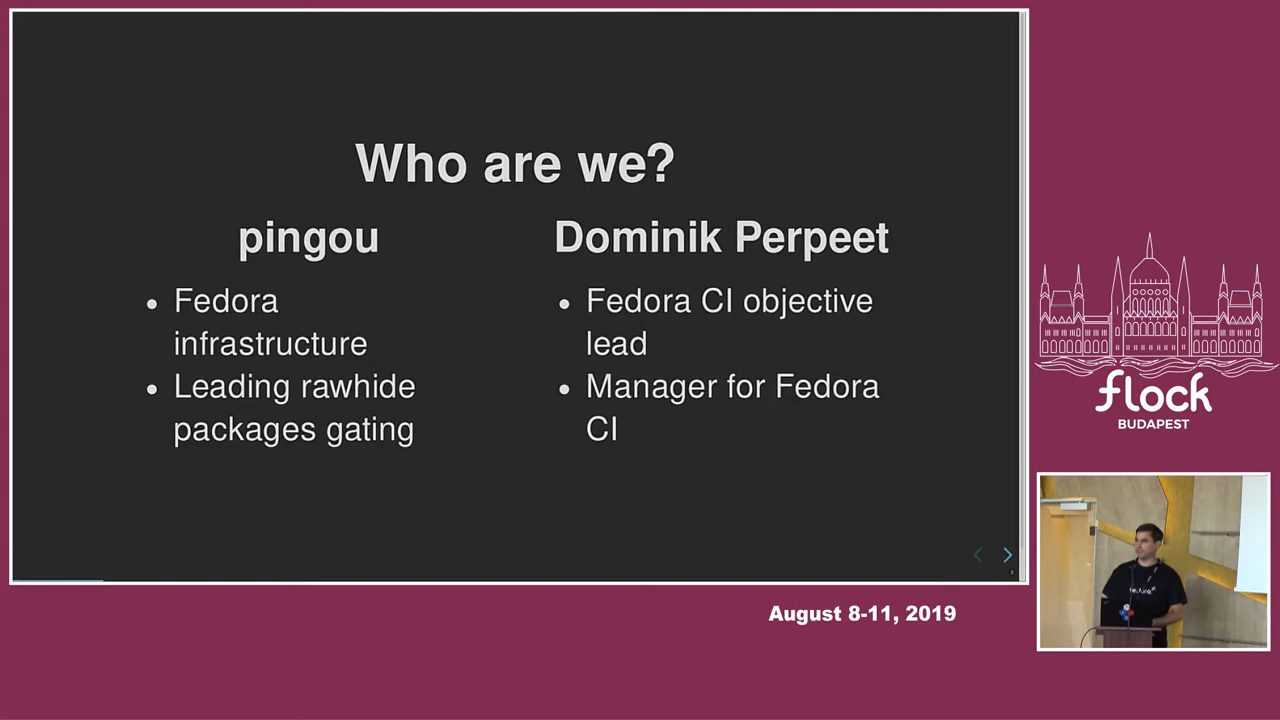 Who are we?
pingou
Fedora
infrastructure
Leading rawhide
packages gating
Dominik Perpeet
Fedora CI objective
lead
Manager for Fedora
CI
flock
BUDAPEST
August 8-11, 2019